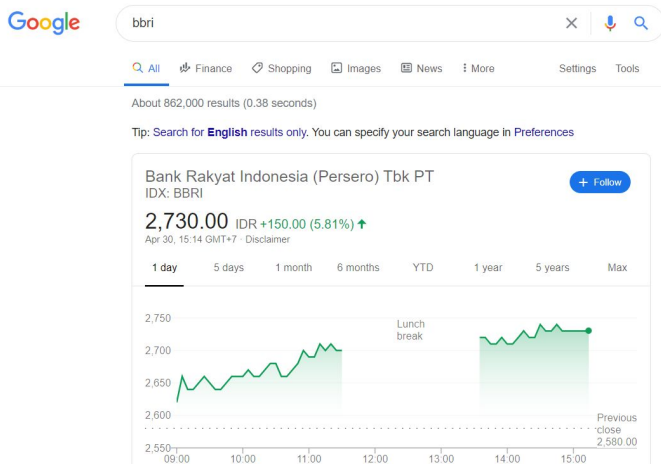 Google
bbri
All
Finance
Shopping
Images
News
More
Settings
Tools
About 862,000 results (0.38 seconds)
Tip: Search for English results only. You can specify your search language in Preferences
Bank Rakyat Indonesia (Persero) Tbk PT
IDX: BBRI
+ Follow
2,730.00 IDR +150.00 (5.81%)
Apr 30, 15:14 GMT+7 · Disclaimer
1 day
5 days
1 month
6 months
YTD
1 year
5 years
Max
2,750
2,700
2,650
2,600
2,550
Lunch
break
Previous
close
2,580.00
09:00
10:00
11:00
12:00
13:00
14:00
15:00